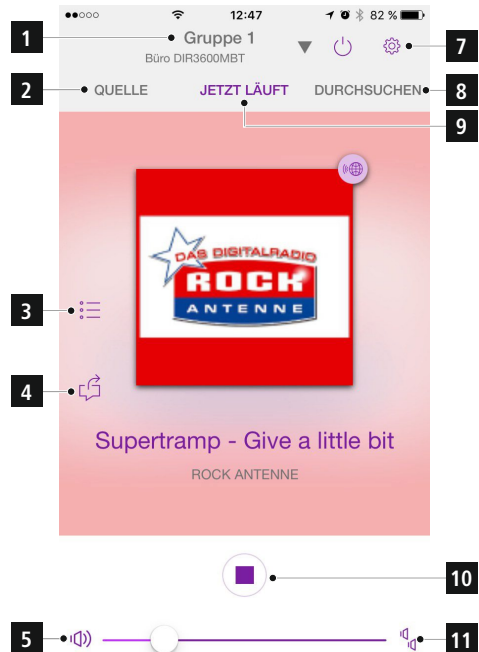 12:47
82 %
1
Gruppe 1
7
Büro DIR3600MBT
2
QUELLE
JETZT LÄUFT
DURCHSUCHEN
8
9
DAS DIGITALRADIO
ROCK
ANTENNE
3
4
Supertramp - Give a little bit
ROCK ANTENNE
10
5
11